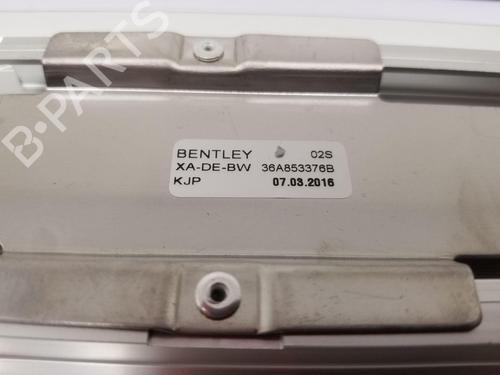 B-PARTS
BENTLEY 02S
XA-DE-BW 36A853376B
KJP 07.03.2016